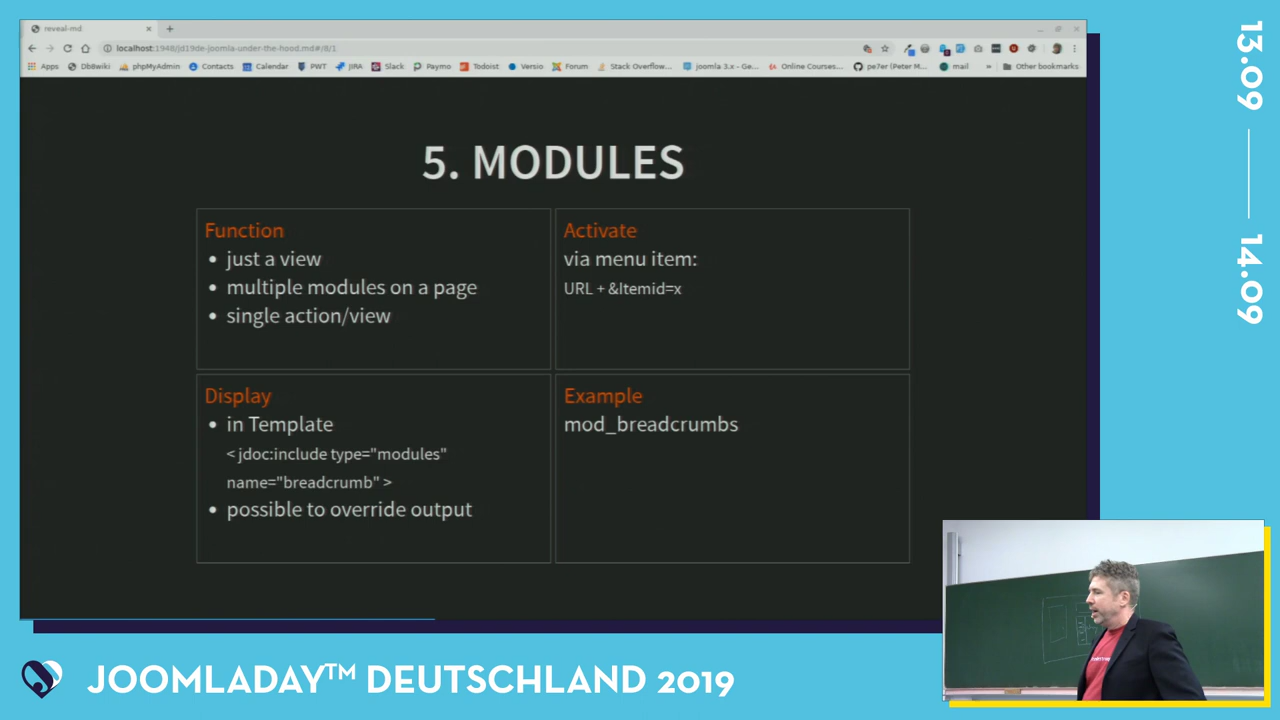 reveal-md
localhost:1948/jd19de-joomla-under-the-hood.md#/8/1
Apps Db8wiki phpMyAdmin Contacts Calendar PWT JIRA Slack Paymo Todoist Versio Forum Stack Overflow... joomla 3.x - Ge... Online Courses... pe7er (Peter M... mail » Other bookmarks
5. MODULES
Function
• just a view
• multiple modules on a page
• single action/view
Activate
via menu item:
URL + &Itemid=x
Display
• in Template
< jdoc:include type="modules"
name="breadcrumb" >
• possible to override output
Example
mod_breadcrumbs
13.09
14.09
JOOMLADAY™ DEUTSCHLAND 2019